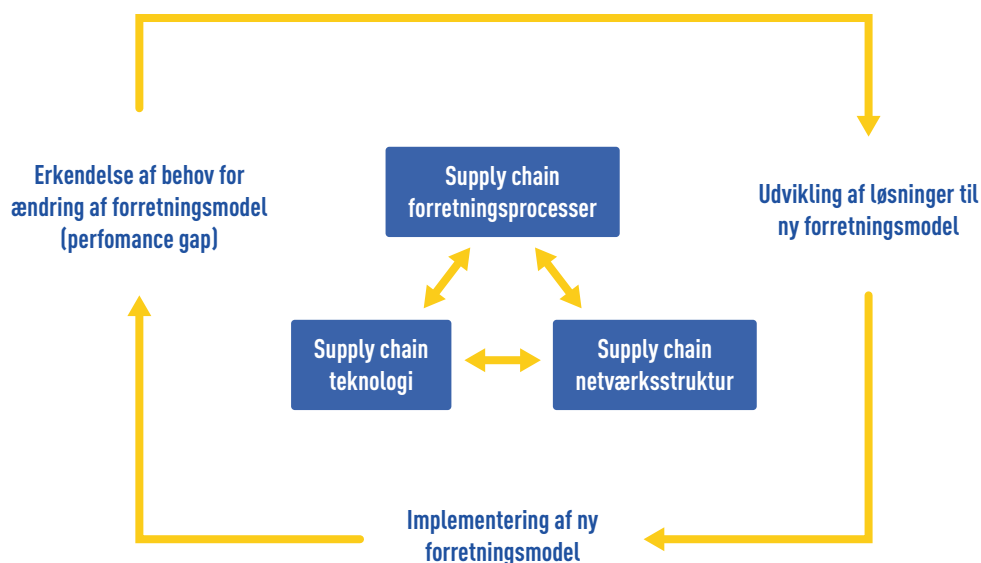 Erkendelse af behov for
ændring af forretningsmodel
(perfomance gap)
Supply chain
forretningsprocesser
Udvikling af løsninger til
ny forretningsmodel
Supply chain
teknologi
Supply chain
netværksstruktur
Implementering af ny
forretningsmodel